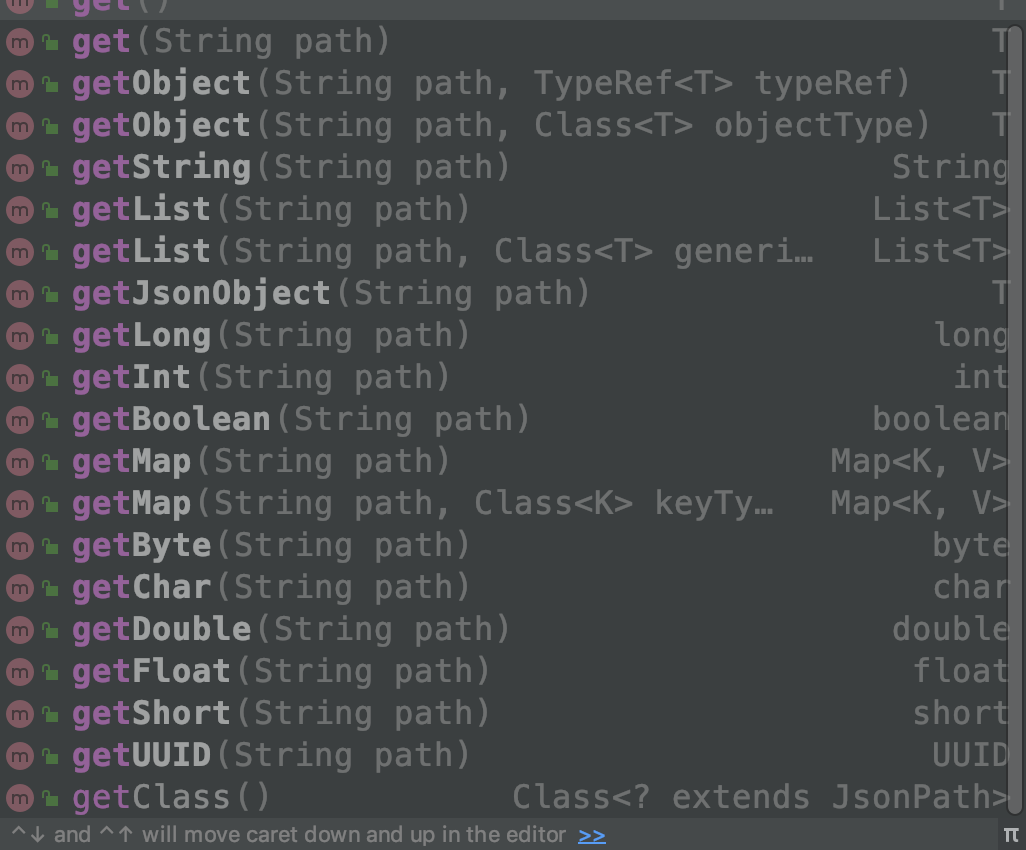 get() T
get(String path) T
getObject(String path, TypeRef<T> typeRef) T
getObject(String path, Class<T> objectType) T
getString(String path) String
getList(String path) List<T>
getList(String path, Class<T> generi… List<T>
getJsonObject(String path) T
getLong(String path) long
getInt(String path) int
getBoolean(String path) boolean
getMap(String path) Map<K, V>
getMap(String path, Class<K> keyTy… Map<K, V>
getByte(String path) byte
getChar(String path) char
getDouble(String path) double
getFloat(String path) float
getShort(String path) short
getUUID(String path) UUID
getClass() Class<? extends JsonPath>
^↓ and ^↑ will move caret down and up in the editor >> π